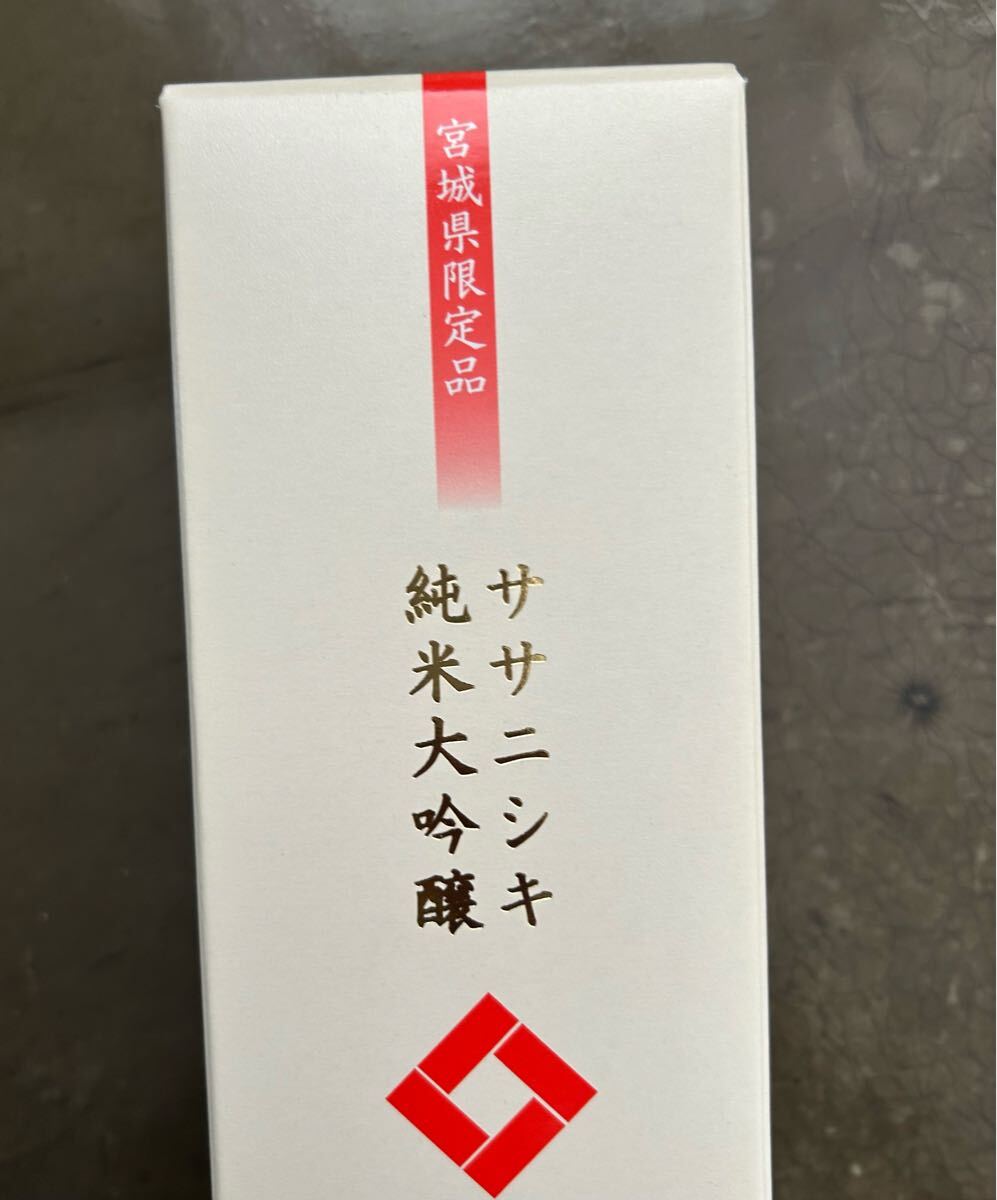 宮城県限定品
ササニシキ
純米大吟醸